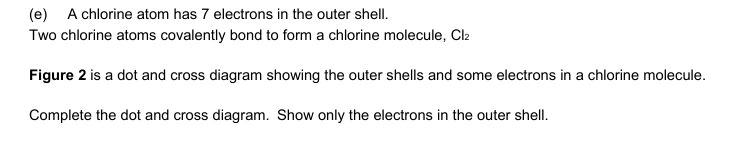 (e) A chlorine atom has 7 electrons in the outer shell.
Two chlorine atoms covalently bond to form a chlorine molecule, Cl₂
Figure 2 is a dot and cross diagram showing the outer shells and some electrons in a chlorine molecule.
Complete the dot and cross diagram. Show only the electrons in the outer shell.